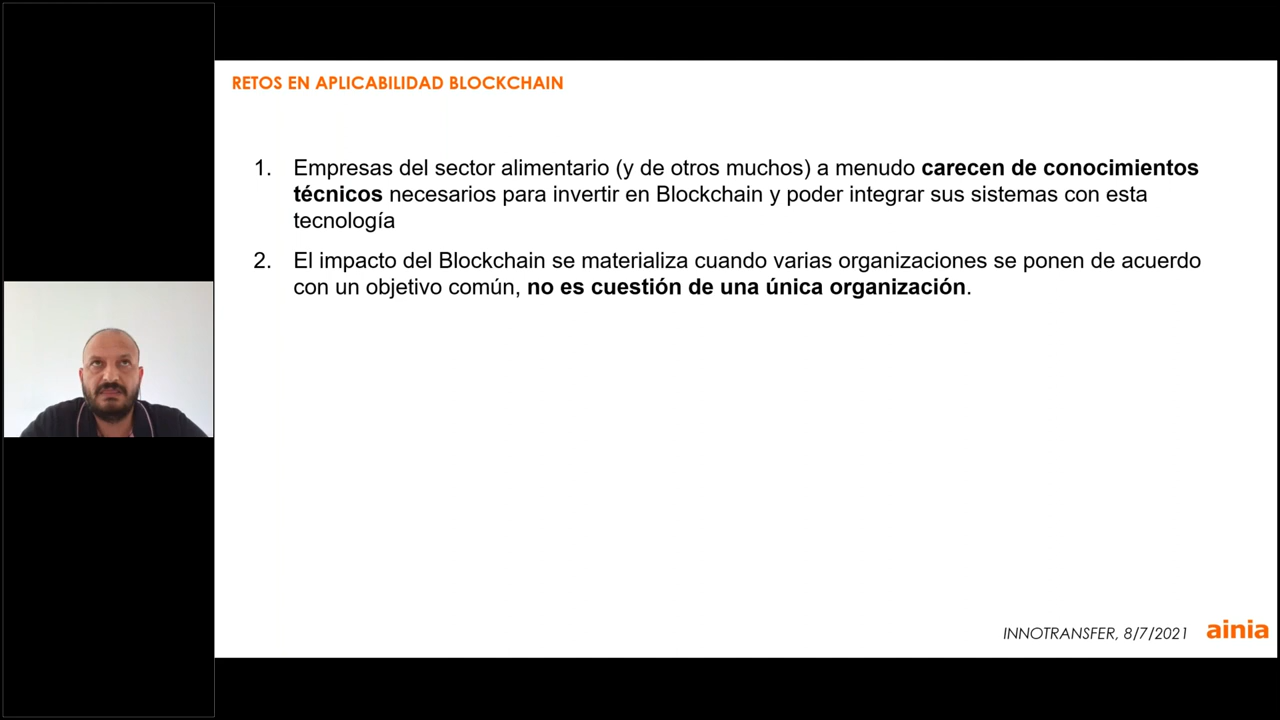 RETOS EN APLICABILIDAD BLOCKCHAIN
1. Empresas del sector alimentario (y de otros muchos) a menudo carecen de conocimientos
técnicos necesarios para invertir en Blockchain y poder integrar sus sistemas con esta
tecnología
2. El impacto del Blockchain se materializa cuando varias organizaciones se ponen de acuerdo
con un objetivo común, no es cuestión de una única organización.
INNOTRANSFER, 8/7/2021 ainia